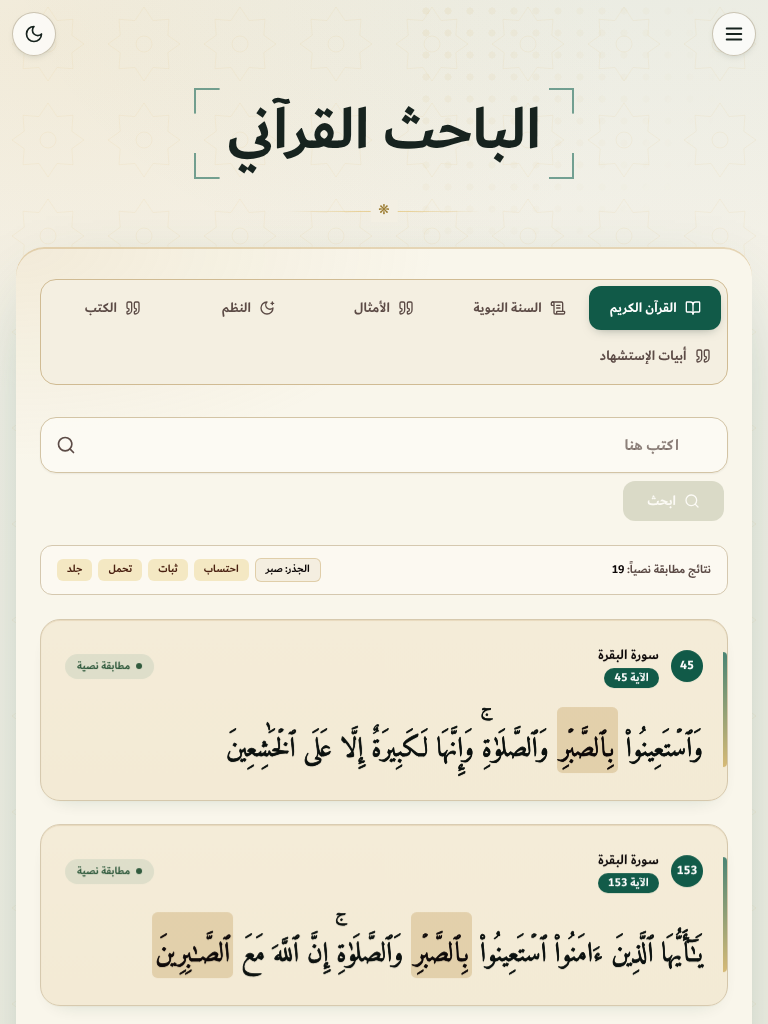 الباحث القرآني
القرآن الكريم
السنة النبوية
الأمثال
النظم
الكتب
أبيات الإستشهاد
اكتب هنا
ابحث
نتائج مطابقة نصياً: 19
الجذر: صبر
احتساب
ثبات
تحمل
جلد
45
سورة البقرة
الآية 45
مطابقة نصية
وَٱسۡتَعِينُواْ بِٱلصَّبۡرِ وَٱلصَّلَوٰةِۚ وَإِنَّهَا لَكَبِيرَةٌ إِلَّا عَلَى ٱلۡخَٰشِعِينَ
153
سورة البقرة
الآية 153
مطابقة نصية
يَٰٓأَيُّهَا ٱلَّذِينَ ءَامَنُواْ ٱسۡتَعِينُواْ بِٱلصَّبۡرِ وَٱلصَّلَوٰةِۚ إِنَّ ٱللَّهَ مَعَ ٱلصَّٰبِرِينَ